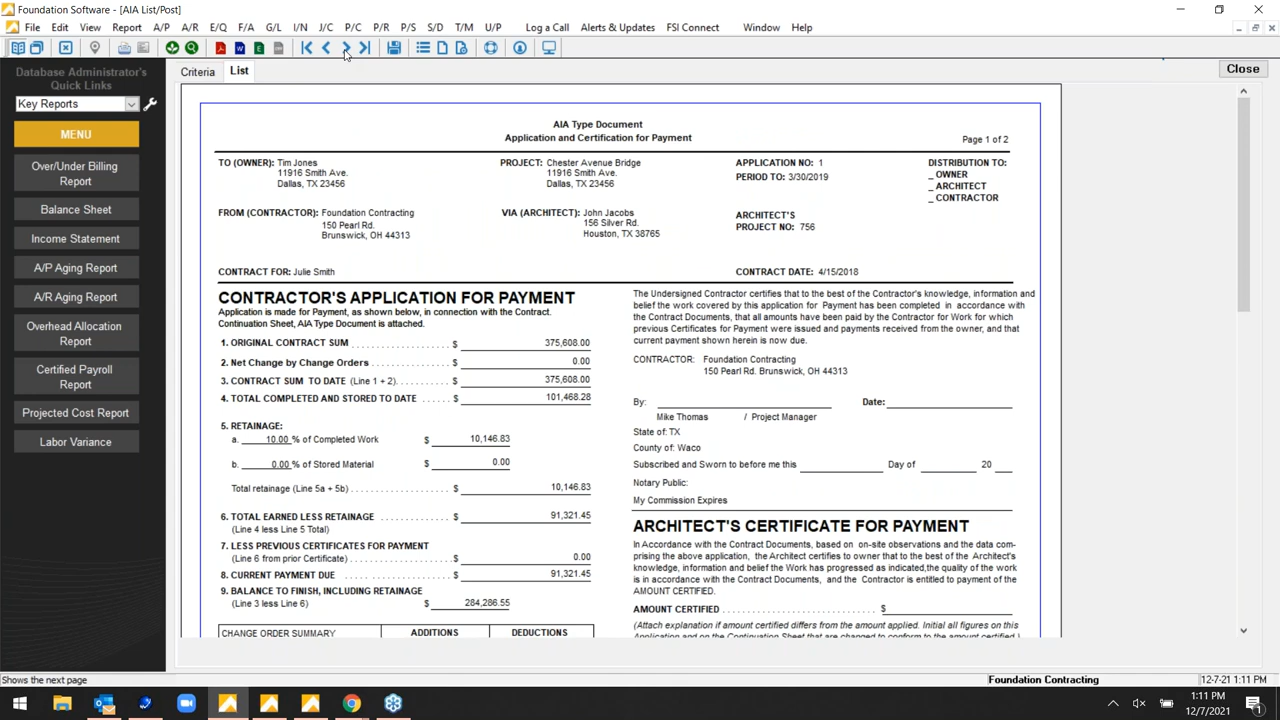 Foundation Software - [AIA List/Post]
File Edit View Report A/P A/R E/Q F/A G/L I/N J/C P/C P/R P/S S/D T/M U/P Log a Call Alerts & Updates FSI Connect Window Help
Database Administrator's
Quick Links
Key Reports
MENU
Over/Under Billing
Report
Balance Sheet
Income Statement
A/P Aging Report
A/R Aging Report
Overhead Allocation
Report
Certified Payroll
Report
Projected Cost Report
Labor Variance
Criteria List Close
AIA Type Document
Application and Certification for Payment
Page 1 of 2
TO (OWNER): Tim Jones
11916 Smith Ave.
Dallas, TX 23456
PROJECT: Chester Avenue Bridge
11916 Smith Ave.
Dallas, TX 23456
APPLICATION NO: 1
PERIOD TO: 3/30/2019
DISTRIBUTION TO:
_ OWNER
_ ARCHITECT
_ CONTRACTOR
FROM (CONTRACTOR): Foundation Contracting
150 Pearl Rd.
Brunswick, OH 44313
VIA (ARCHITECT): John Jacobs
156 Silver Rd.
Houston, TX 38765
ARCHITECT'S
PROJECT NO: 756
CONTRACT FOR: Julie Smith
CONTRACT DATE: 4/15/2018
CONTRACTOR'S APPLICATION FOR PAYMENT
Application is made for Payment, as shown below, in connection with the Contract.
Continuation Sheet, AIA Type Document is attached.
1. ORIGINAL CONTRACT SUM $ 375,608.00
2. Net Change by Change Orders $ 0.00
3. CONTRACT SUM TO DATE (Line 1 + 2) $ 375,608.00
4. TOTAL COMPLETED AND STORED TO DATE $ 101,468.28
5. RETAINAGE:
a. 10.00 % of Completed Work $ 10,146.83
b. 0.00 % of Stored Material $ 0.00
Total retainage (Line 5a + 5b) $ 10,146.83
6. TOTAL EARNED LESS RETAINAGE $ 91,321.45
(Line 4 less Line 5 Total)
7. LESS PREVIOUS CERTIFICATES FOR PAYMENT
(Line 6 from prior Certificate) $ 0.00
8. CURRENT PAYMENT DUE $ 91,321.45
9. BALANCE TO FINISH, INCLUDING RETAINAGE
(Line 3 less Line 6) $ 284,286.55
CHANGE ORDER SUMMARY ADDITIONS DEDUCTIONS
The Undersigned Contractor certifies that to the best of the Contractor's knowledge, information and
belief the work covered by this application for Payment has been completed in accordance with
the Contract Documents, that all amounts have been paid by the Contractor for Work for which
previous Certificates for Payment were issued and payments received from the owner, and that
current payment shown herein is now due.
CONTRACTOR: Foundation Contracting
150 Pearl Rd. Brunswick, OH 44313
By: Date:
Mike Thomas / Project Manager
State of: TX
County of: Waco
Subscribed and Sworn to before me this Day of 20
Notary Public:
My Commission Expires
ARCHITECT'S CERTIFICATE FOR PAYMENT
In Accordance with the Contract Documents, based on on-site observations and the data com-
prising the above application, the Architect certifies to owner that to the best of the Architect's
knowledge, information and belief the Work has progressed as indicated,the quality of the work
is in accordance with the Contract Documents, and the Contractor is entitled to payment of the
AMOUNT CERTIFIED.
AMOUNT CERTIFIED $
(Attach explanation if amount certified differs from the amount applied. Initial all figures on this
Application and on the Continuation Sheet that are changed to conform to the amount certified.)
Shows the next page Foundation Contracting 12-7-21 1:11 PM
1:11 PM
12/7/2021